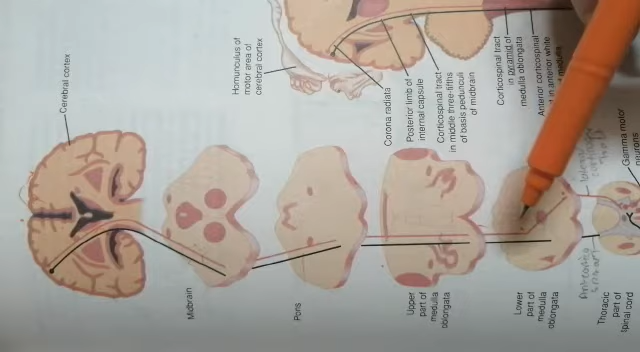 Cerebral cortex
Homunculus of
motor area of
cerebral cortex
Corona radiata
Posterior limb of
internal capsule
Corticospinal tract
in middle three-fifths
of basis pedunculi
of midbrain
Corticospinal tract
in pyramid of
medulla oblongata
Anterior corticospinal
in anterior white
Midbrain
Pons
Upper
part of
medulla
oblongata
Lower
part of
medulla
oblongata
Thoracic
part of
spinal cord
Gamma motor
neurons